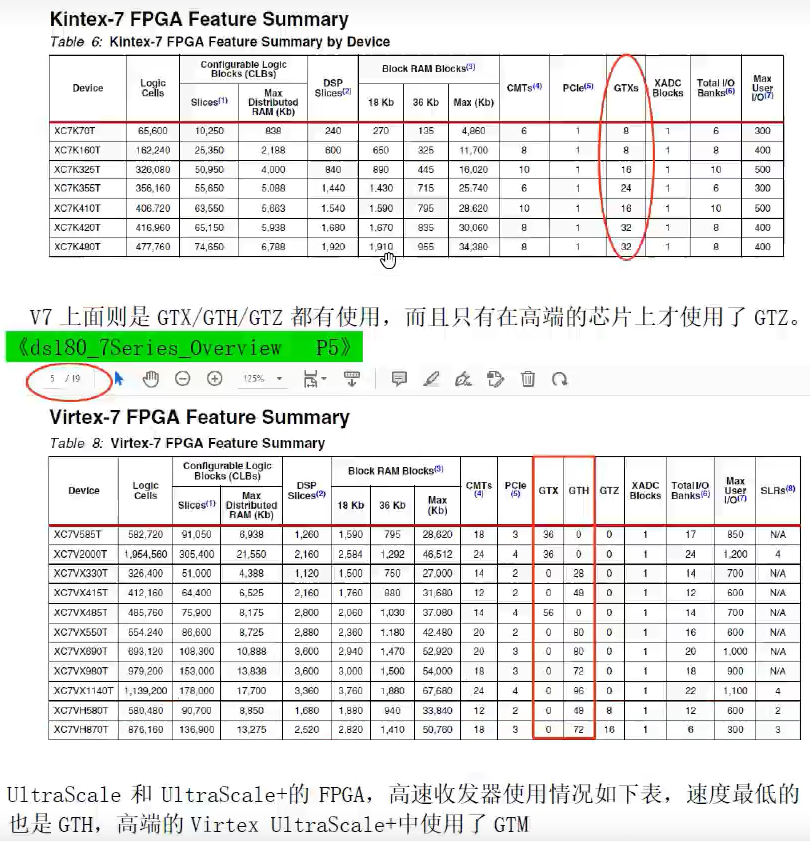 Kintex-7 FPGA Feature Summary
Table 6: Kintex-7 FPGA Feature Summary by Device
Device Logic Cells Configurable Logic Blocks (CLBs) DSP Slices(2) Block RAM Blocks(3) CMTs(4) PCIe(5) GTXs XADC Blocks Total I/O Banks(6) Max User I/O(7)
Slices(1) Max Distributed RAM (Kb) 18 Kb 36 Kb Max (Kb)
XC7K70T 65,600 10,250 838 240 270 135 4,860 6 1 8 1 6 300
XC7K160T 162,240 25,350 2,188 600 650 325 11,700 8 1 8 1 8 400
XC7K325T 326,080 50,950 4,000 840 890 445 16,020 10 1 16 1 10 500
XC7K355T 356,160 55,650 5,088 1,440 1,430 715 25,740 6 1 24 1 6 300
XC7K410T 406,720 63,550 5,663 1,540 1,590 795 28,620 10 1 16 1 10 500
XC7K420T 416,960 65,150 5,938 1,680 1,670 835 30,060 8 1 32 1 8 400
XC7K480T 477,760 74,650 6,788 1,920 1,910 955 34,380 8 1 32 1 8 400
V7 上面则是 GTX/GTH/GTZ 都有使用，而且只有在高端的芯片上才使用了 GTZ。
《ds180_7Series_Overview P5》
5 / 19 125%
Virtex-7 FPGA Feature Summary
Table 8: Virtex-7 FPGA Feature Summary
Device Logic Cells Configurable Logic Blocks (CLBs) DSP Slices(2) Block RAM Blocks(3) CMTs(4) PCIe(5) GTX GTH GTZ XADC Blocks Total I/O Banks(6) Max User I/O(7) SLRs(8)
Slices(1) Max Distributed RAM (Kb) 18 Kb 36 Kb Max (Kb)
XC7V585T 582,720 91,050 6,938 1,260 1,590 795 28,620 18 3 36 0 0 1 17 850 N/A
XC7V2000T 1,954,560 305,400 21,550 2,160 2,584 1,292 46,512 24 4 36 0 0 1 24 1,200 4
XC7VX330T 326,400 51,000 4,388 1,120 1,500 750 27,000 14 2 0 28 0 1 14 700 N/A
XC7VX415T 412,160 64,400 6,525 2,160 1,760 880 31,680 12 2 0 48 0 1 12 600 N/A
XC7VX485T 485,760 75,900 8,175 2,800 2,060 1,030 37,080 14 4 56 0 0 1 14 700 N/A
XC7VX550T 554,240 86,600 8,725 2,880 2,360 1,180 42,480 20 2 0 80 0 1 16 600 N/A
XC7VX690T 693,120 108,300 10,888 3,600 2,940 1,470 52,920 20 3 0 80 0 1 20 1,000 N/A
XC7VX980T 979,200 153,000 13,838 3,600 3,000 1,500 54,000 18 3 0 72 0 1 18 900 N/A
XC7VX1140T 1,139,200 178,000 17,700 3,360 3,760 1,880 67,680 24 4 0 96 0 1 22 1,100 4
XC7VH580T 580,480 90,700 8,850 1,680 1,880 940 33,840 12 2 0 48 8 1 12 600 2
XC7VH870T 876,160 136,900 13,275 2,520 2,820 1,410 50,760 18 3 0 72 16 1 6 300 3
UltraScale 和 UltraScale+的 FPGA，高速收发器使用情况如下表，速度最低的
也是 GTH，高端的 Virtex UltraScale+中使用了 GTM